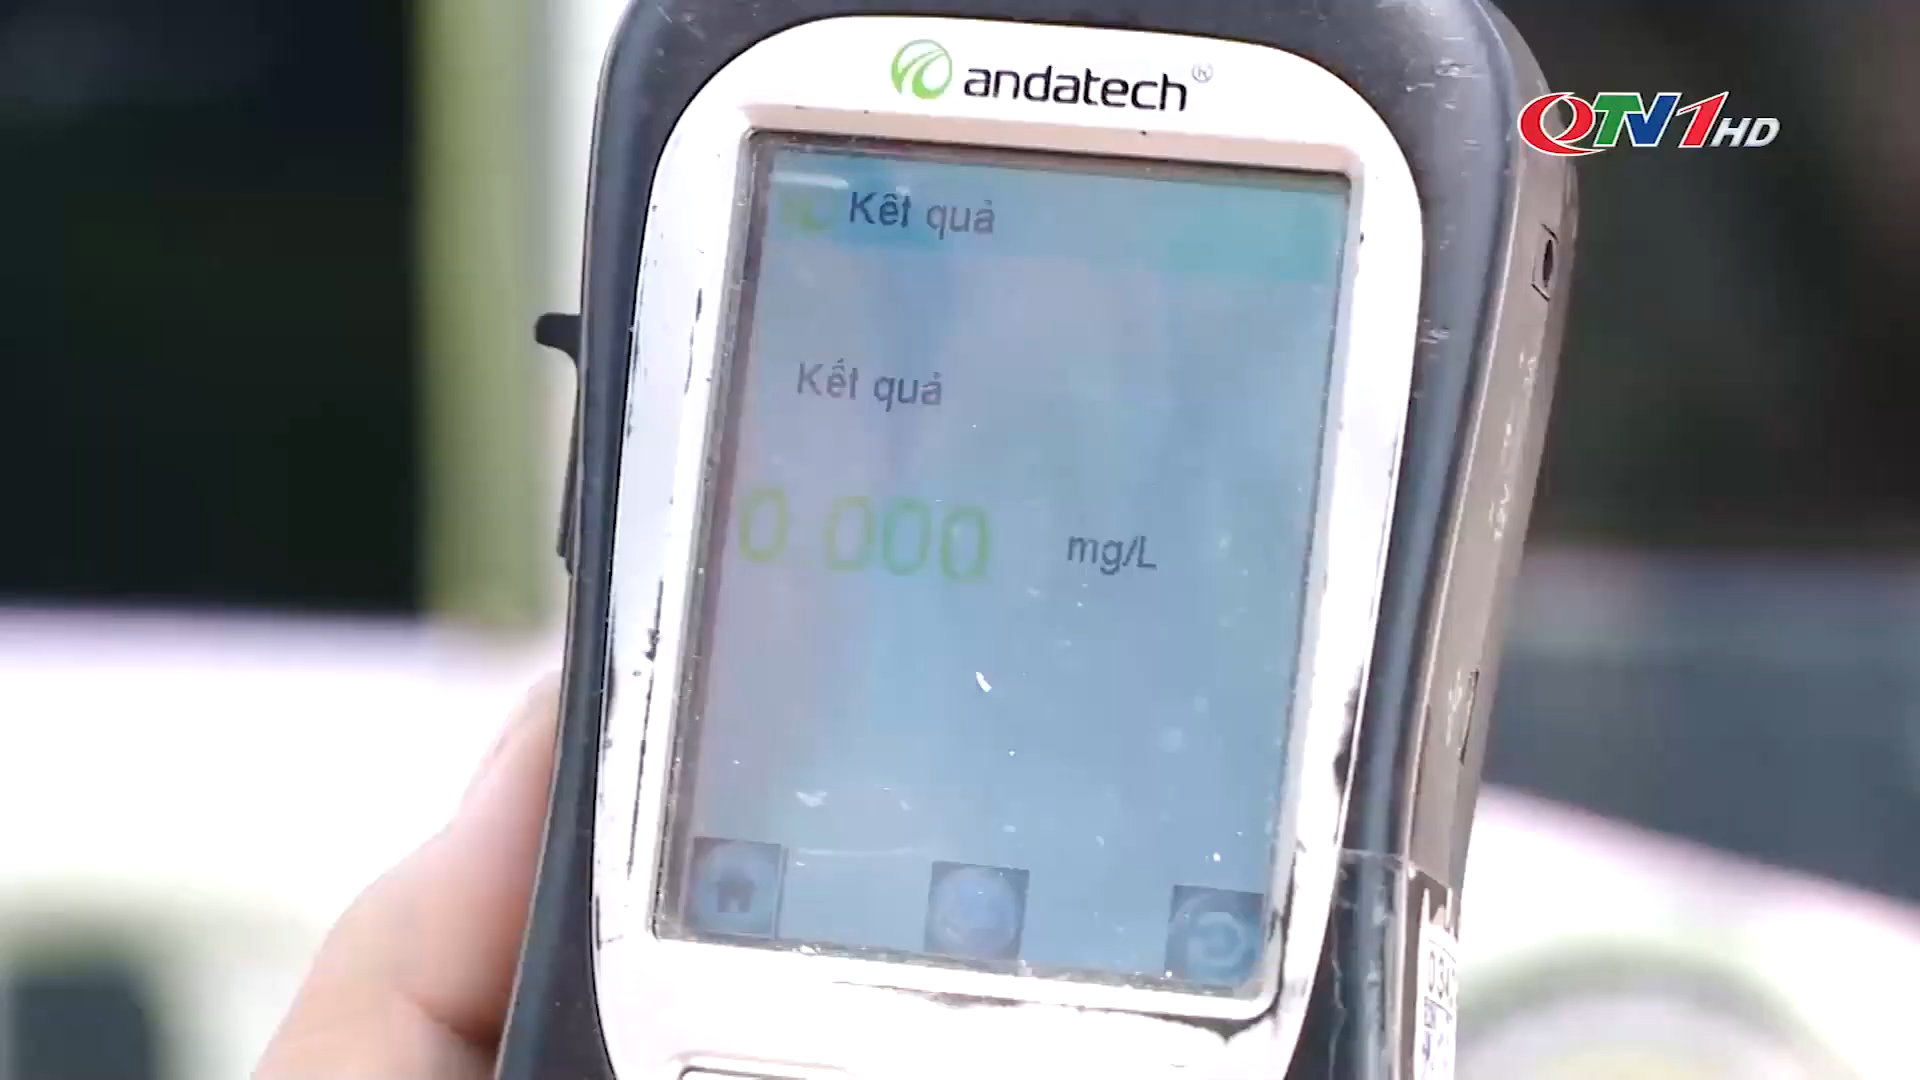 andatech®
QTV1HD
Kết quả
Kết quả
0.000 mg/L